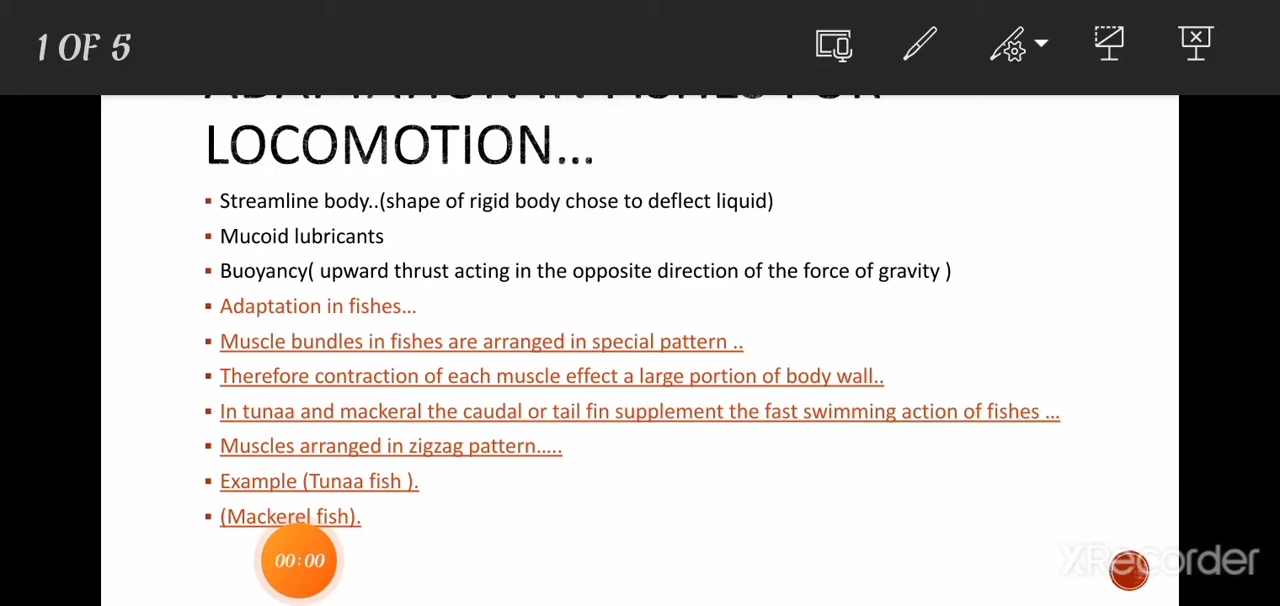 1 OF 5
ADAPTATION IN FISHES FOR
LOCOMOTION...
Streamline body..(shape of rigid body chose to deflect liquid)
Mucoid lubricants
Buoyancy( upward thrust acting in the opposite direction of the force of gravity )
Adaptation in fishes...
Muscle bundles in fishes are arranged in special pattern ..
Therefore contraction of each muscle effect a large portion of body wall..
In tunaa and mackeral the caudal or tail fin supplement the fast swimming action of fishes ...
Muscles arranged in zigzag pattern.....
Example (Tunaa fish ).
(Mackerel fish).
00:00
XRecorder